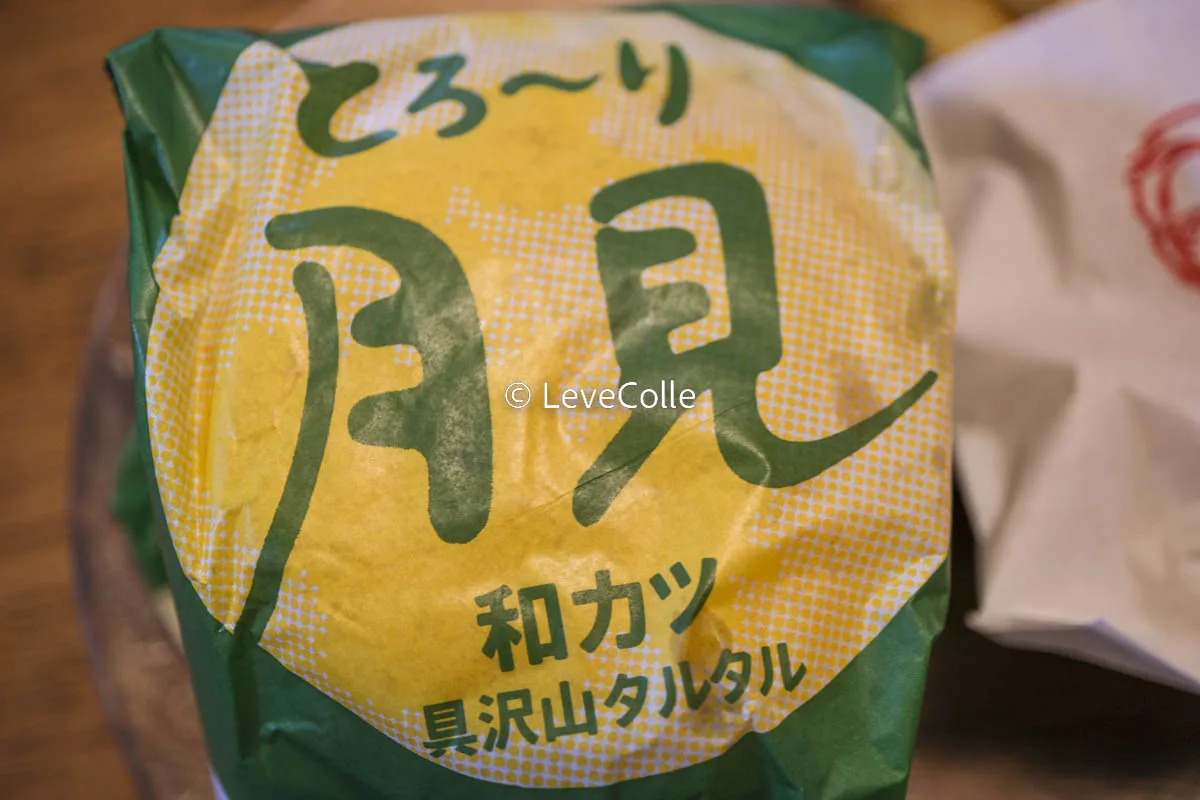 とろ〜り
月見
© LeveColle
和カツ
具沢山タルタル